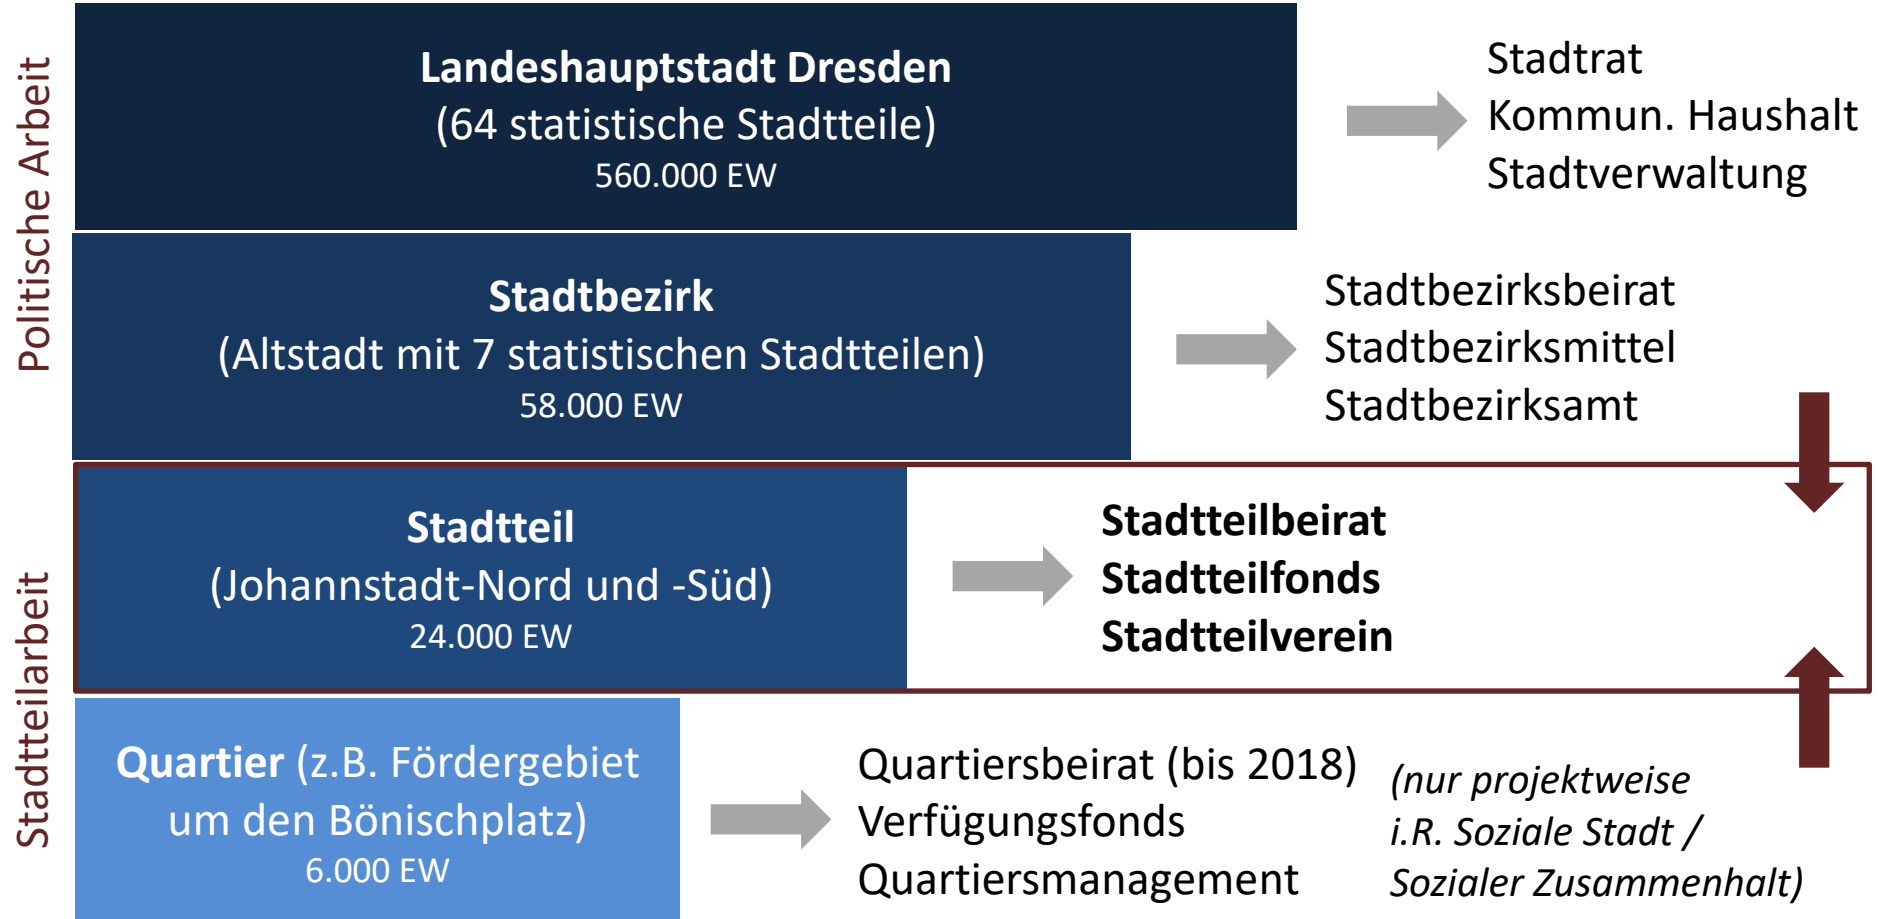 Politische Arbeit
Landeshauptstadt Dresden
(64 statistische Stadtteile)
560.000 EW
Stadtrat
Kommun. Haushalt
Stadtverwaltung
Stadtbezirk
(Altstadt mit 7 statistischen Stadtteilen)
58.000 EW
Stadtbezirksbeirat
Stadtbezirksmittel
Stadtbezirksamt
Stadtteilarbeit
Stadtteil
(Johannstadt-Nord und -Süd)
24.000 EW
Stadtteilbeirat
Stadtteilfonds
Stadtteilverein
Quartier (z.B. Fördergebiet
um den Bönischplatz)
6.000 EW
Quartiersbeirat (bis 2018)
Verfügungsfonds
Quartiersmanagement
(nur projektweise
i.R. Soziale Stadt /
Sozialer Zusammenhalt)